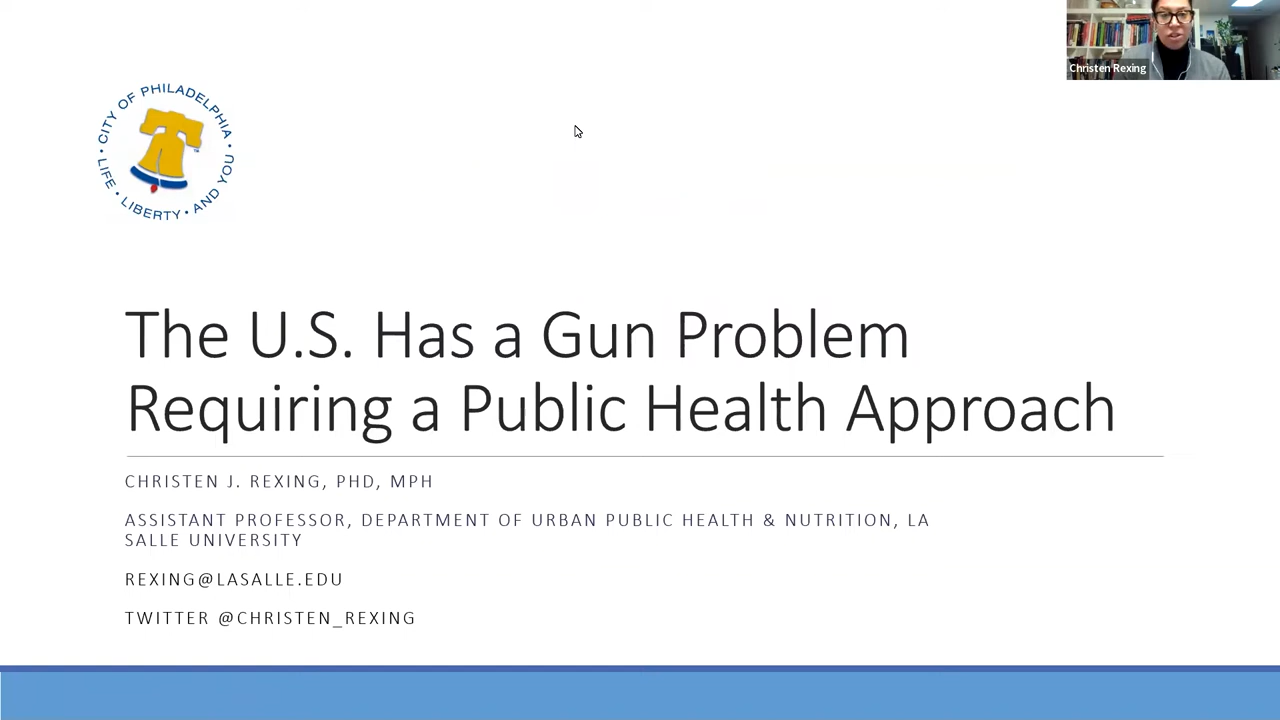 Christen Rexing
CITY OF PHILADELPHIA
LIFE • LIBERTY • AND YOU
TM
The U.S. Has a Gun Problem
Requiring a Public Health Approach
CHRISTEN J. REXING, PHD, MPH
ASSISTANT PROFESSOR, DEPARTMENT OF URBAN PUBLIC HEALTH & NUTRITION, LA
SALLE UNIVERSITY
REXING@LASALLE.EDU
TWITTER @CHRISTEN_REXING